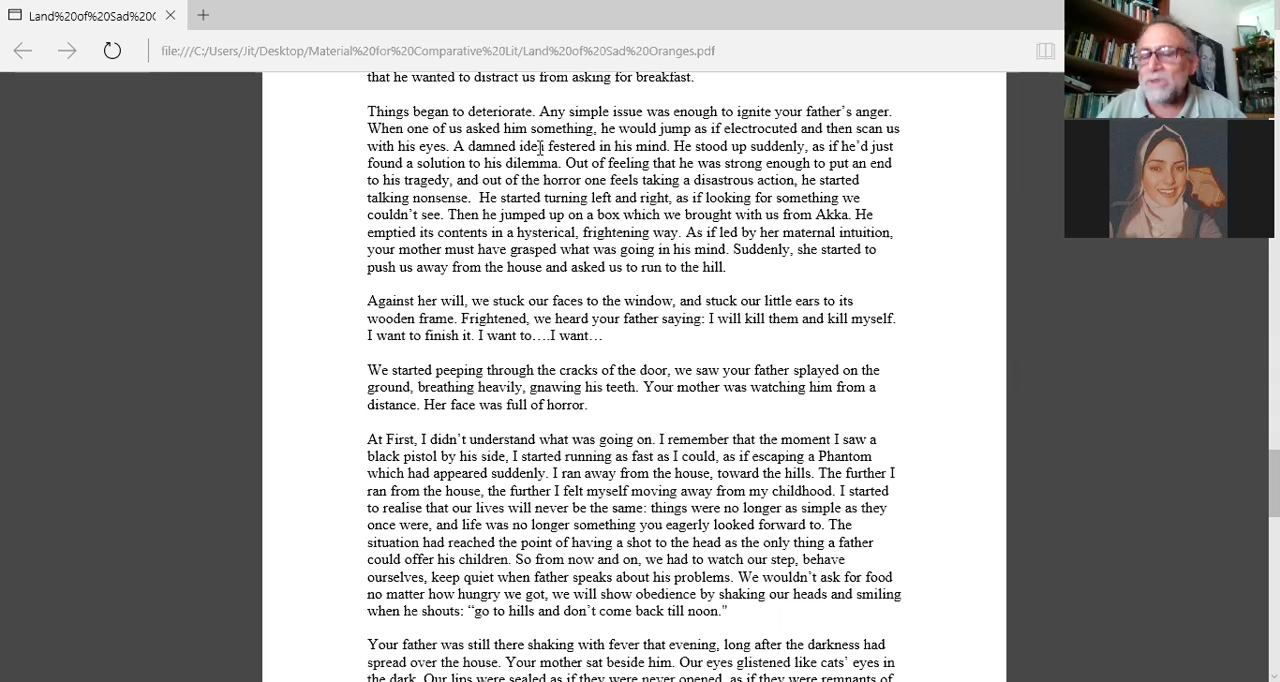 Land%20of%20Sad%20(
file:///C:/Users/Jit/Desktop/Material%20for%20Comparative%20Lit/Land%20of%20Sad%20Oranges.pdf
that he wanted to distract us from asking for breakfast.
Things began to deteriorate. Any simple issue was enough to ignite your father's anger.
When one of us asked him something, he would jump as if electrocuted and then scan us
with his eyes. A damned idea festered in his mind. He stood up suddenly, as if he'd just
found a solution to his dilemma. Out of feeling that he was strong enough to put an end
to his tragedy, and out of the horror one feels taking a disastrous action, he started
talking nonsense.  He started turning left and right, as if looking for something we
couldn't see. Then he jumped up on a box which we brought with us from Akka. He
emptied its contents in a hysterical, frightening way. As if led by her maternal intuition,
your mother must have grasped what was going in his mind. Suddenly, she started to
push us away from the house and asked us to run to the hill.
Against her will, we stuck our faces to the window, and stuck our little ears to its
wooden frame. Frightened, we heard your father saying: I will kill them and kill myself.
I want to finish it. I want to….I want…
We started peeping through the cracks of the door, we saw your father splayed on the
ground, breathing heavily, gnawing his teeth. Your mother was watching him from a
distance. Her face was full of horror.
At First, I didn't understand what was going on. I remember that the moment I saw a
black pistol by his side, I started running as fast as I could, as if escaping a Phantom
which had appeared suddenly. I ran away from the house, toward the hills. The further I
ran from the house, the further I felt myself moving away from my childhood. I started
to realise that our lives will never be the same: things were no longer as simple as they
once were, and life was no longer something you eagerly looked forward to. The
situation had reached the point of having a shot to the head as the only thing a father
could offer his children. So from now and on, we had to watch our step, behave
ourselves, keep quiet when father speaks about his problems. We wouldn't ask for food
no matter how hungry we got, we will show obedience by shaking our heads and smiling
when he shouts: “go to hills and don't come back till noon.”
Your father was still there shaking with fever that evening, long after the darkness had
spread over the house. Your mother sat beside him. Our eyes glistened like cats' eyes in
the dark. Our lips were sealed as if they were never opened, as if they were remnants of